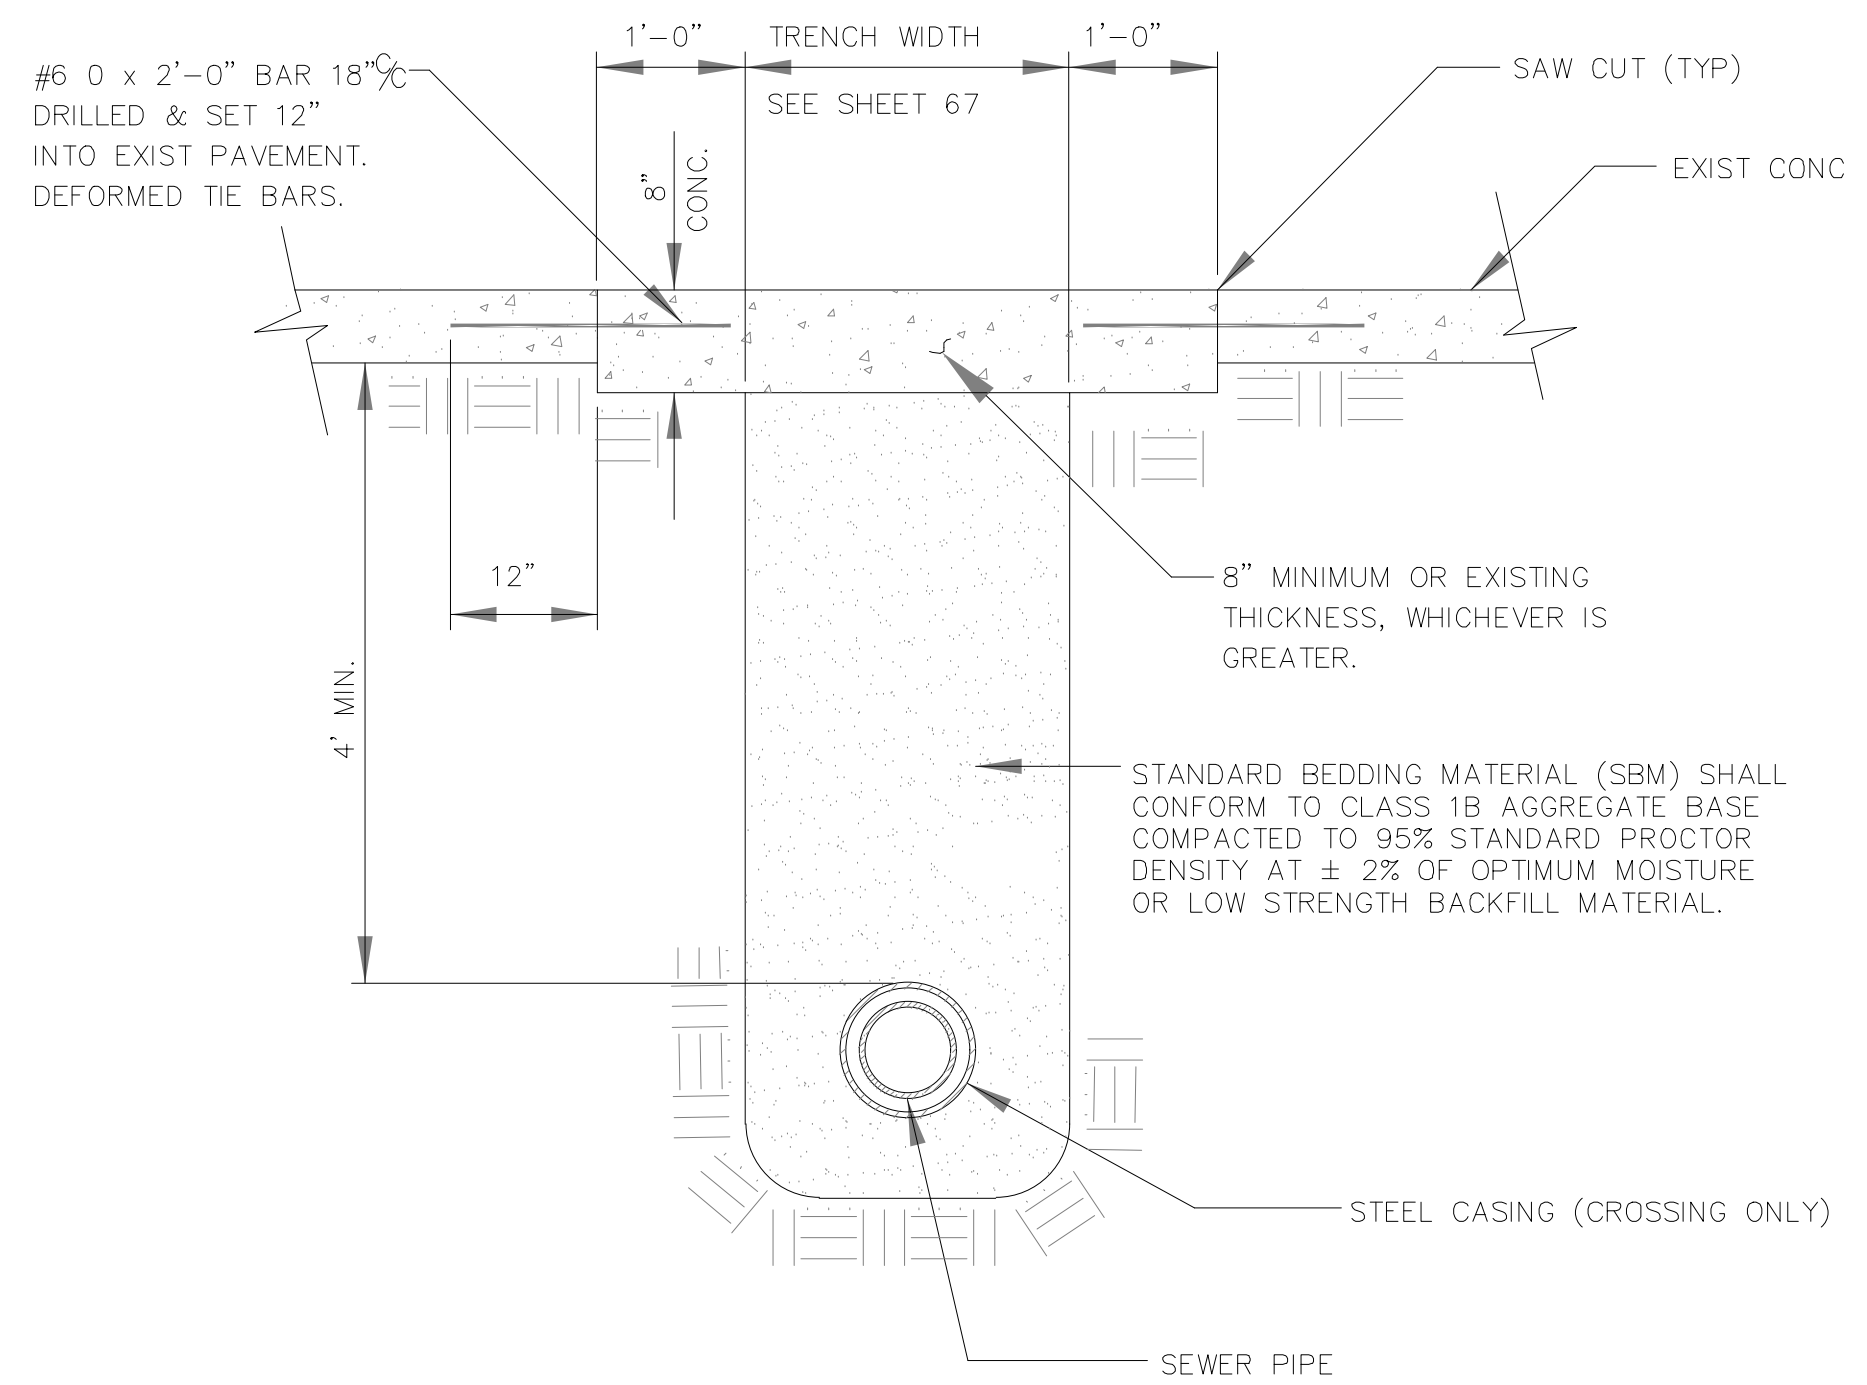 1'-0"
TRENCH WIDTH
1'-0"
SEE SHEET 67
#6 0 x 2'-0" BAR 18"C/C
DRILLED & SET 12"
INTO EXIST PAVEMENT.
DEFORMED TIE BARS.
SAW CUT (TYP)
EXIST CONC
8"
CONC.
12"
4' MIN.
8" MINIMUM OR EXISTING
THICKNESS, WHICHEVER IS
GREATER.
STANDARD BEDDING MATERIAL (SBM) SHALL
CONFORM TO CLASS 1B AGGREGATE BASE
COMPACTED TO 95% STANDARD PROCTOR
DENSITY AT ± 2% OF OPTIMUM MOISTURE
OR LOW STRENGTH BACKFILL MATERIAL.
STEEL CASING (CROSSING ONLY)
SEWER PIPE